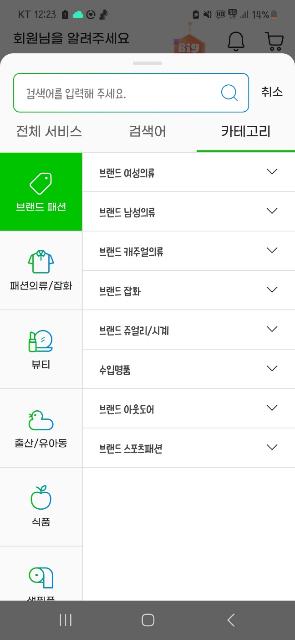 KT 12:23
14%
회원님을 알려주세요
Big
검색어를 입력해 주세요.
취소
전체 서비스
검색어
카테고리
브랜드 패션
패션의류/잡화
뷰티
출산/유아동
식품
생필품
브랜드 여성의류
브랜드 남성의류
브랜드 캐주얼의류
브랜드 잡화
브랜드 쥬얼리/시계
수입명품
브랜드 아웃도어
브랜드 스포츠패션